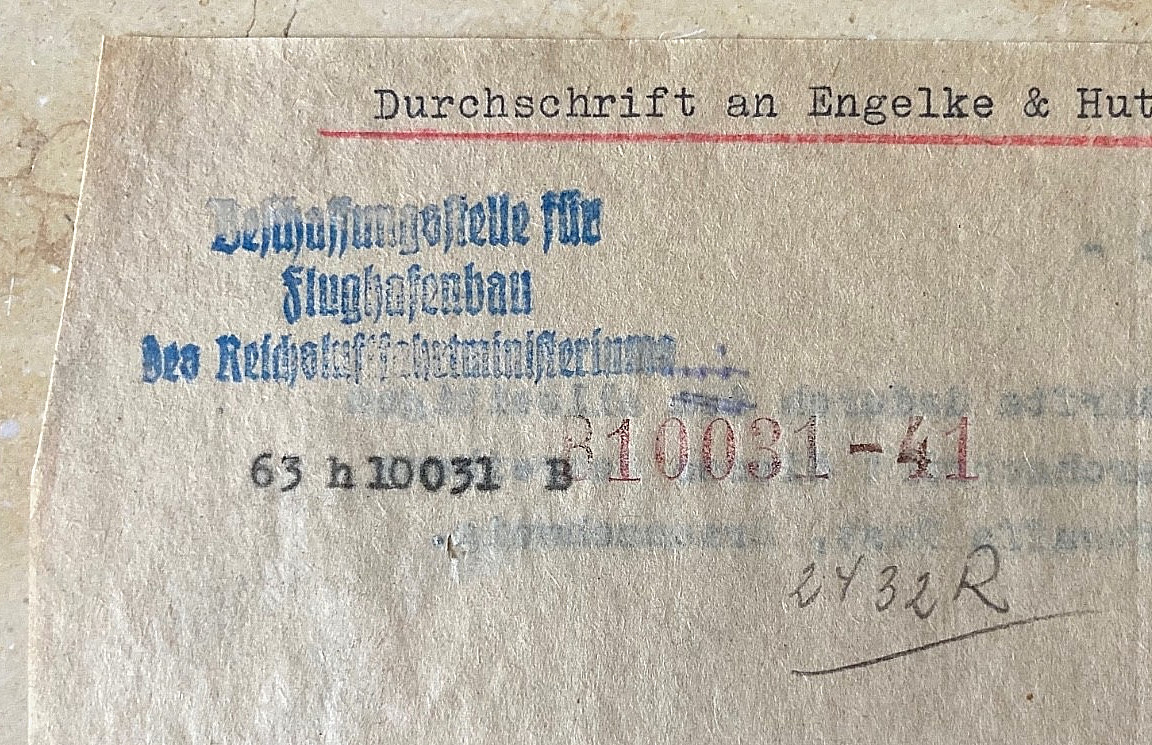 Durchschrift an Engelke & Hut
Beschaffungsstelle für
Flughafenbau
des Reichsluftfahrtministeriums
63 h 10031 B
B10031-41
2432R